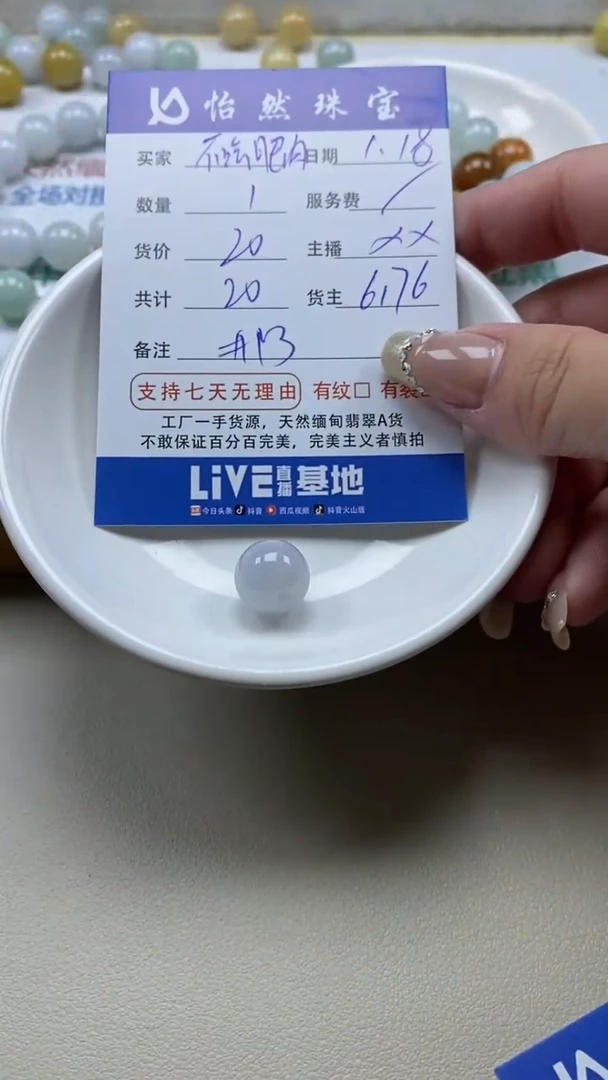 怡然珠宝
买家 日期 1.18
数量 1 服务费 /
货价 20 主播 XX
共计 20 货主 6176
备注
支持七天无理由 有纹□ 有裂
工厂一手货源，天然缅甸翡翠A货
不敢保证百分百完美，完美主义者慎拍
LiVE直播基地
今日头条 抖音 西瓜视频 抖音火山版
全场对